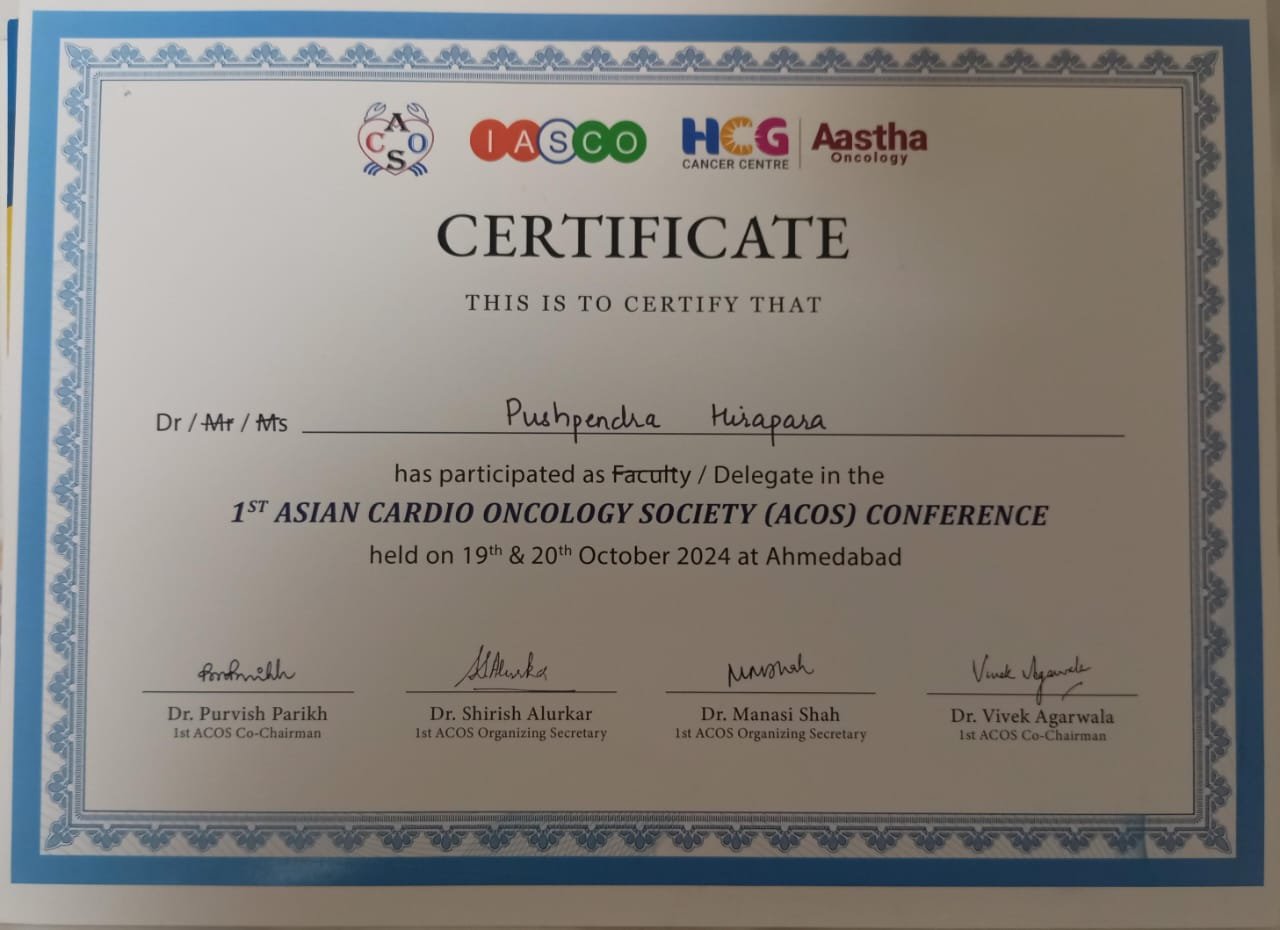 A
C O
S
IASCO
HCG
CANCER CENTRE
Aastha
Oncology
CERTIFICATE
THIS IS TO CERTIFY THAT
Dr / Mr / Ms Pushpendra Hirapara
has participated as Faculty / Delegate in the
1ST ASIAN CARDIO ONCOLOGY SOCIETY (ACOS) CONFERENCE
held on 19th & 20th October 2024 at Ahmedabad
Vivek Agarwala
Dr. Purvish Parikh
1st ACOS Co-Chairman
Dr. Shirish Alurkar
1st ACOS Organizing Secretary
Dr. Manasi Shah
1st ACOS Organizing Secretary
Dr. Vivek Agarwala
1st ACOS Co-Chairman